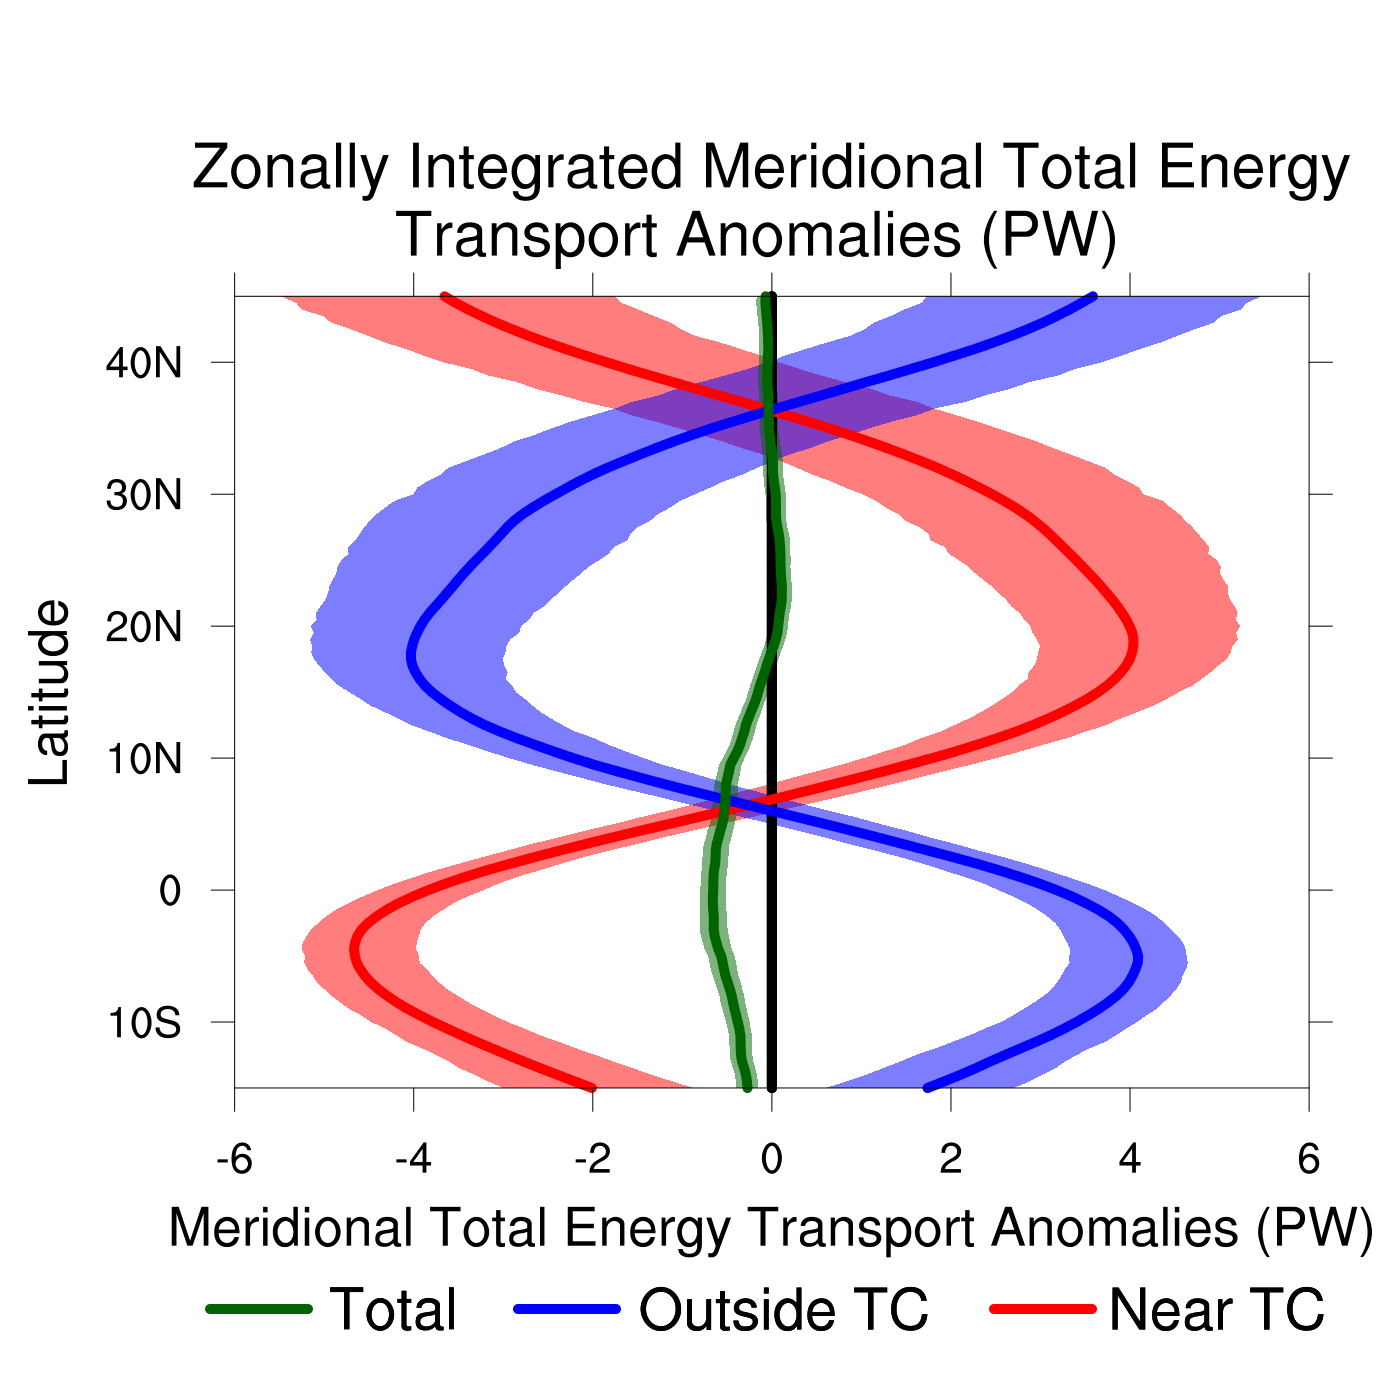 Zonally Integrated Meridional Total Energy
Transport Anomalies (PW)
40N
30N
20N
10N
0
10S
Latitude
-6 -4 -2 0 2 4 6
Meridional Total Energy Transport Anomalies (PW)
Total Outside TC Near TC